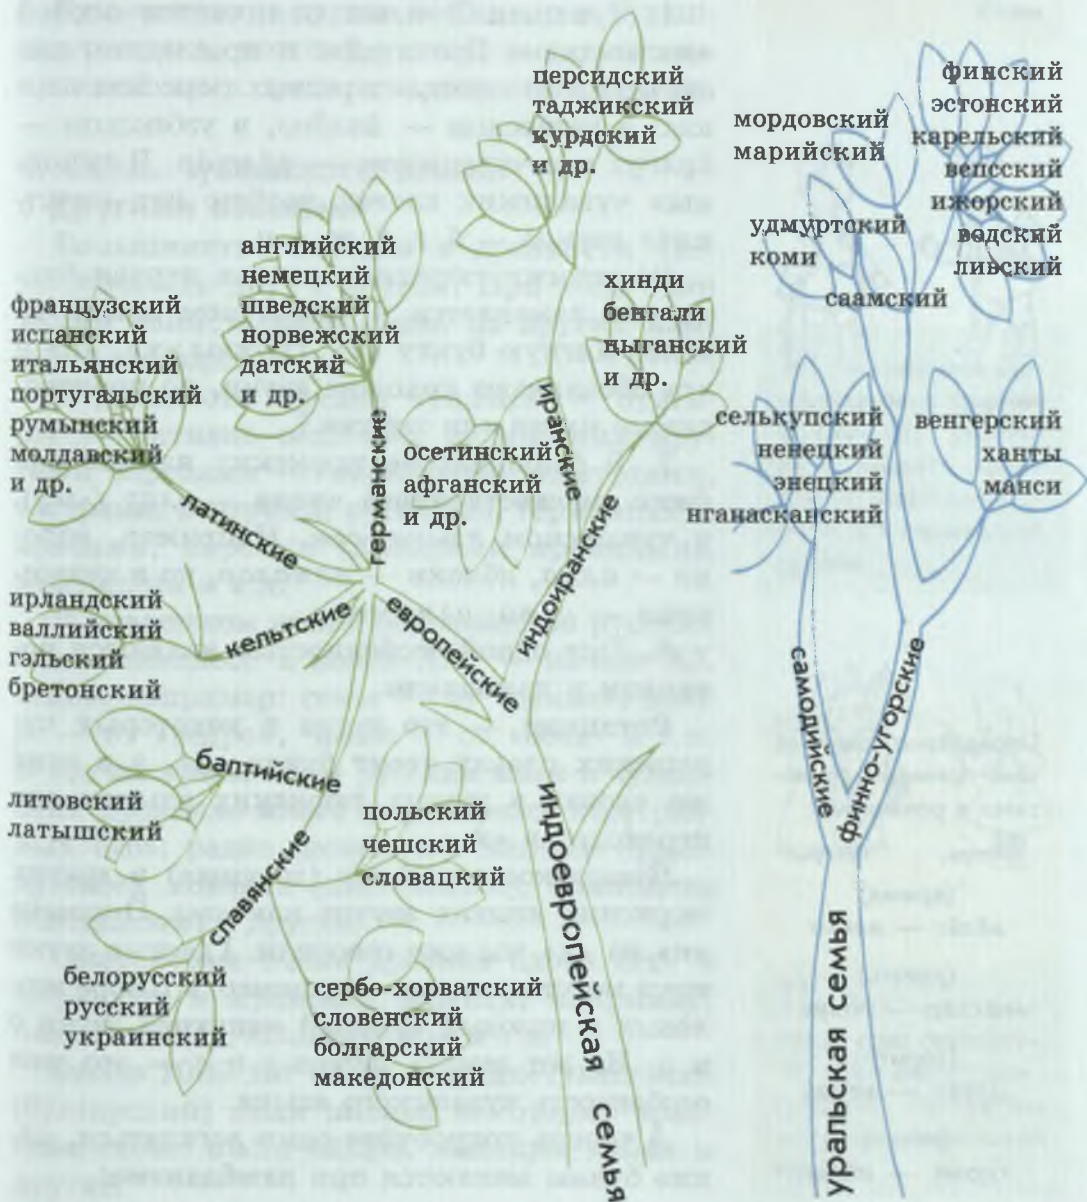 персидский
таджикский
курдский
и др.
мордовский
марийский
финский
эстонский
карельский
вепсский
ижорский
водский
ливский
удмуртский
коми
саамский
английский
немецкий
шведский
норвежский
датский
и др.
хинди
бенгали
цыганский
и др.
французский
испанский
итальянский
португальский
румынский
молдавский
и др.
осетинский
афганский
и др.
селькупский
ненецкий
энецкий
нганасканский
венгерский
ханты
манси
латинские
германские
иранские
индоиранские
европейские
кельтские
ирландский
валлийский
гэльский
бретонский
самодийские
финно-угорские
балтийские
литовский
латышский
славянские
польский
чешский
словацкий
белорусский
русский
украинский
сербо-хорватский
словенский
болгарский
македонский
индоевропейская семья
уральская семья